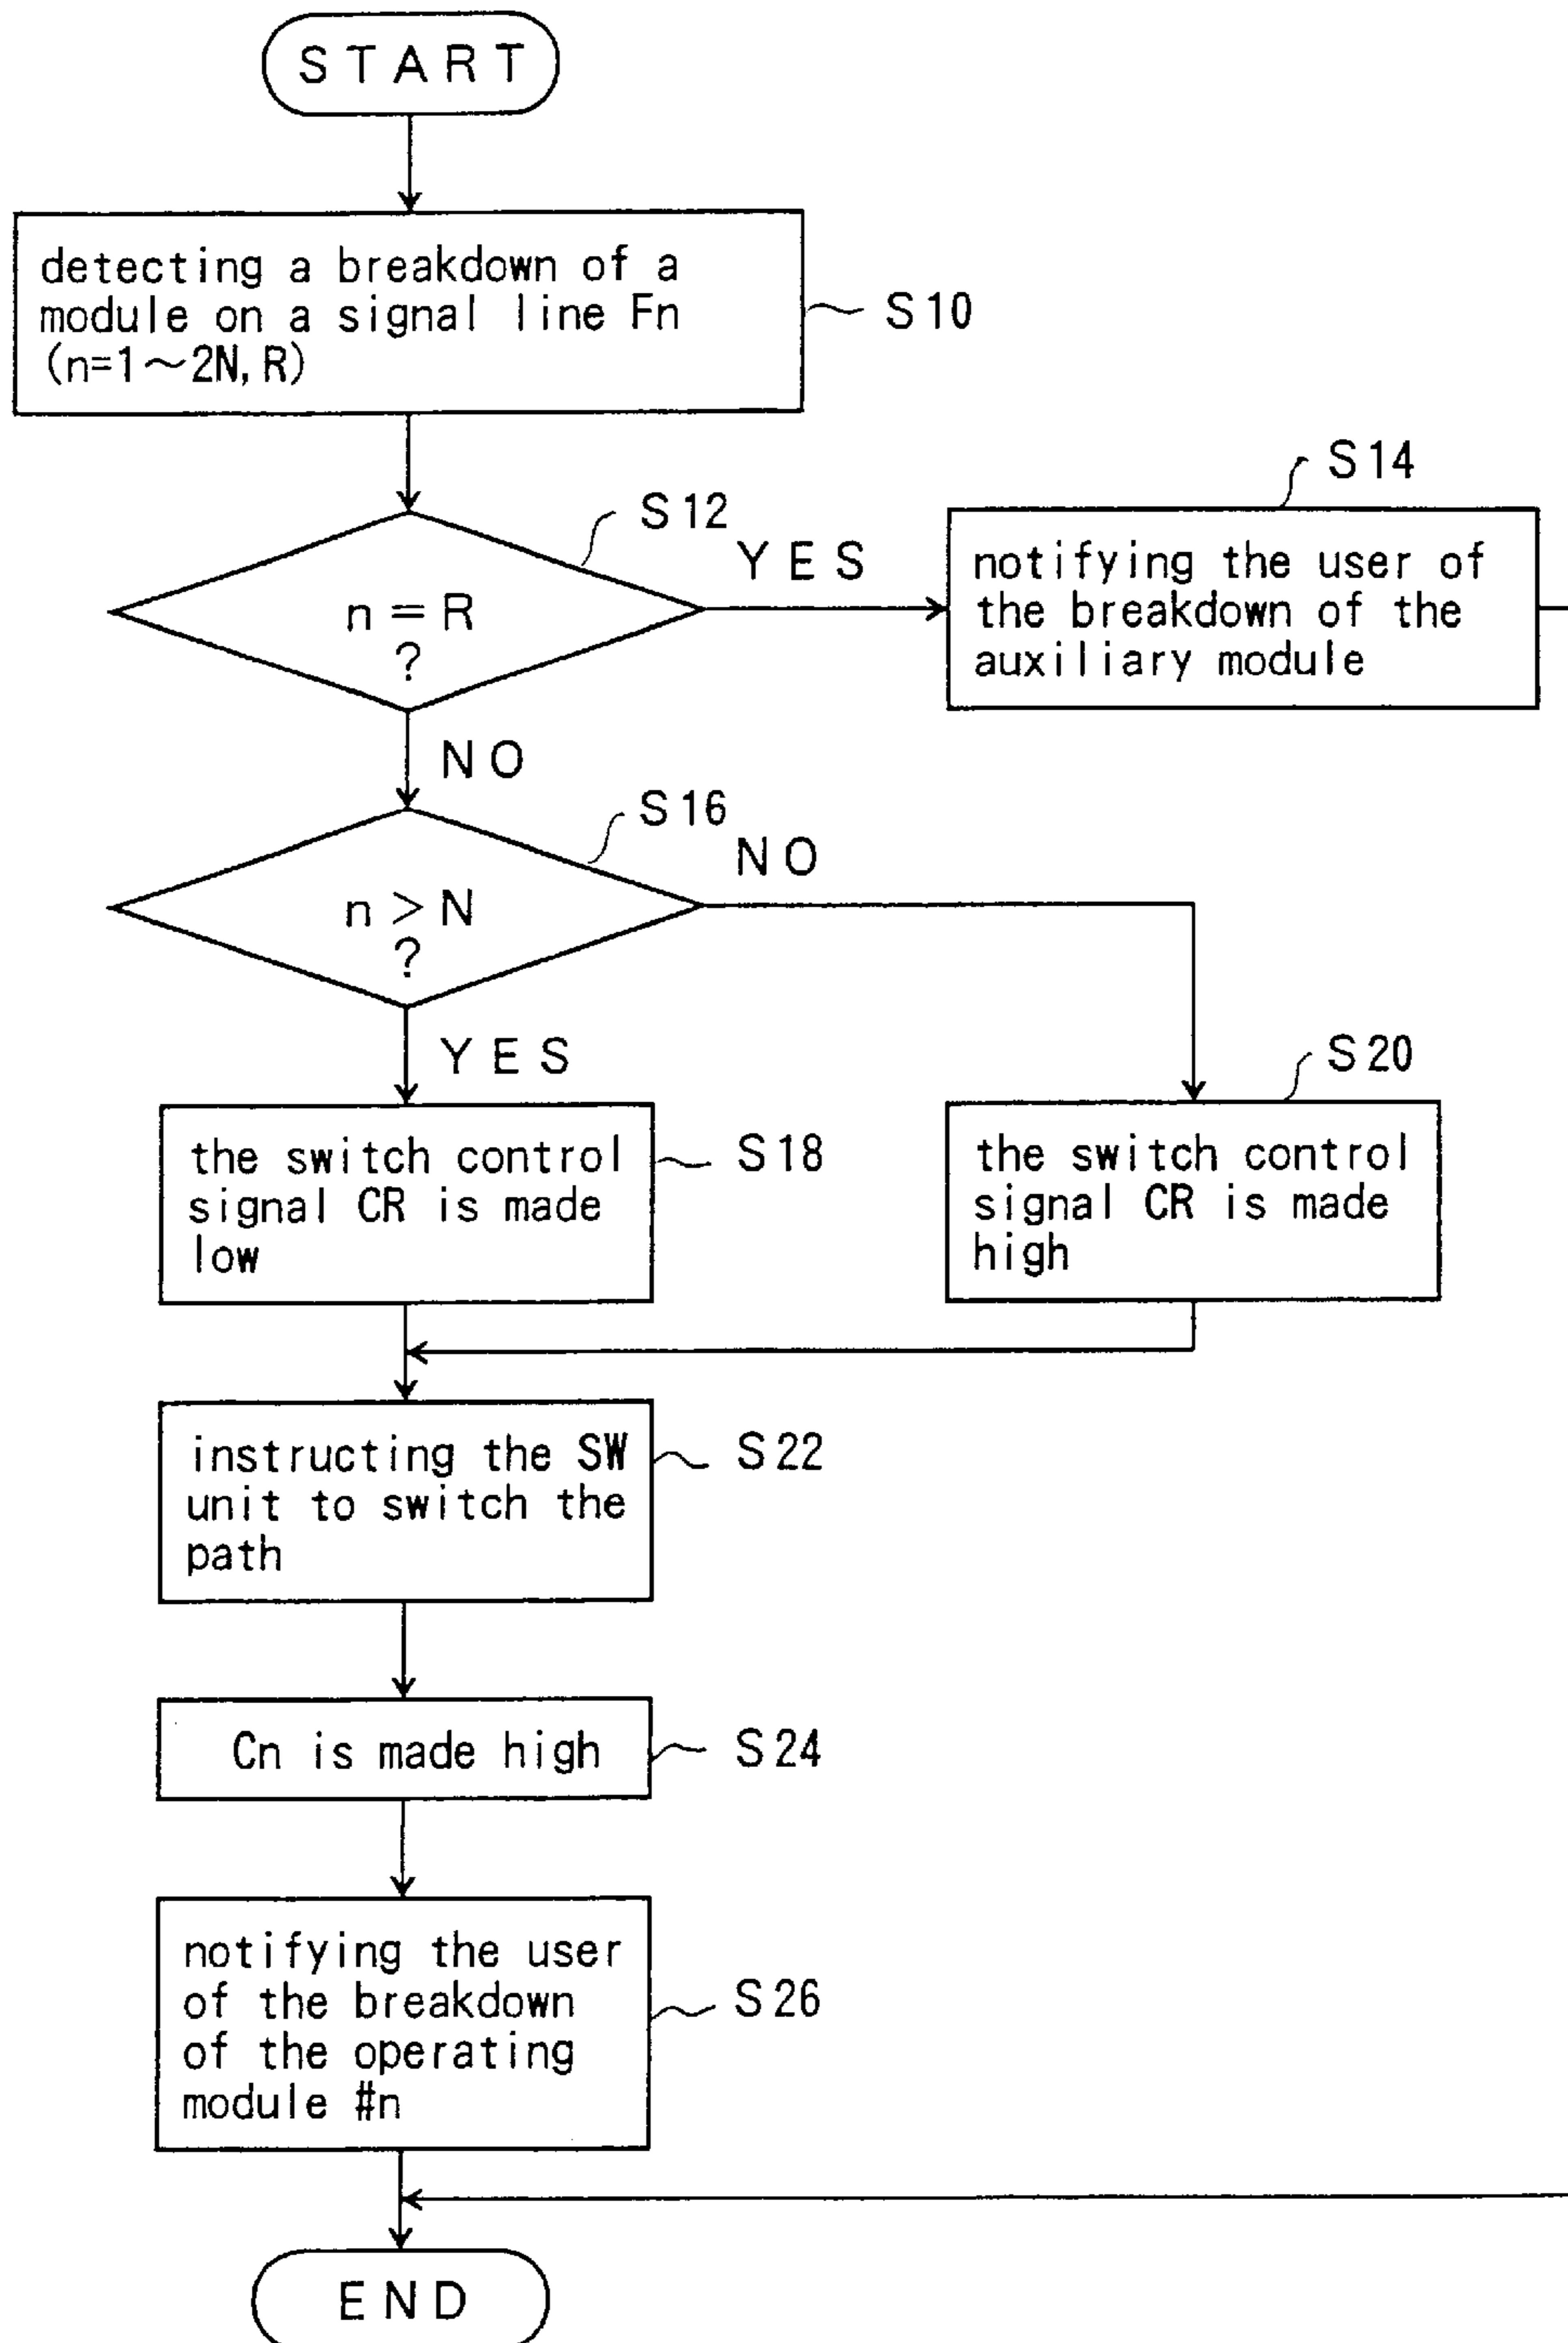 START
detecting a breakdown of a
module on a signal line Fn
(n=1～2N, R)
S10
S12
n = R
?
YES
S14
notifying the user of
the breakdown of the
auxiliary module
NO
S16
n > N
?
NO
YES
S18
the switch control
signal CR is made
low
S20
the switch control
signal CR is made
high
instructing the SW
unit to switch the
path
S22
Cn is made high
S24
notifying the user
of the breakdown
of the operating
module #n
S26
END